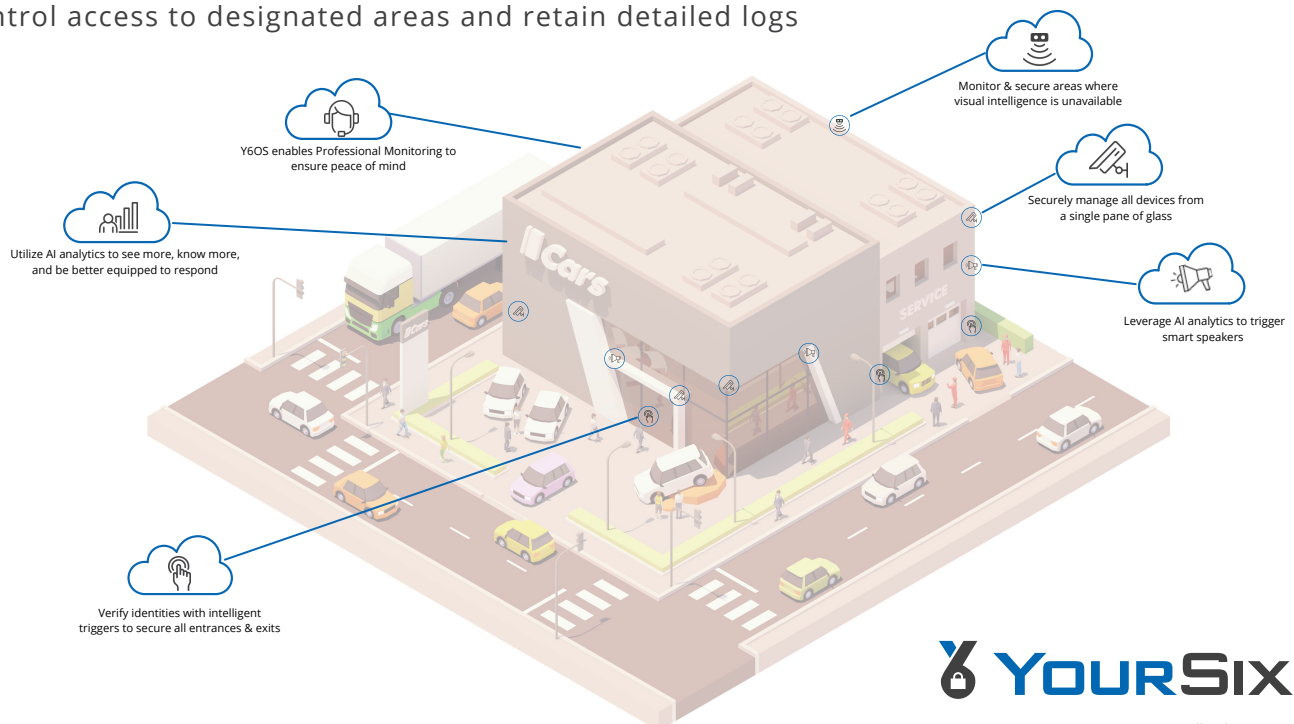 ntrol access to designated areas and retain detailed logs
Monitor & secure areas where
visual intelligence is unavailable
Y6OS enables Professional Monitoring to
ensure peace of mind
Securely manage all devices from
a single pane of glass
Utilize AI analytics to see more, know more,
and be better equipped to respond
Cars
SERVICE
Cars
Leverage AI analytics to trigger
smart speakers
Verify identities with intelligent
triggers to secure all entrances & exits
YOURSIX